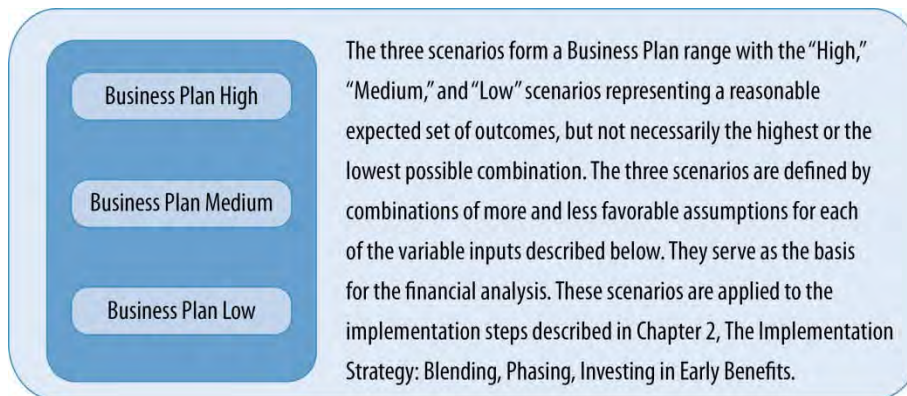 Business Plan High
Business Plan Medium
Business Plan Low
The three scenarios form a Business Plan range with the “High,”
“Medium,” and “Low” scenarios representing a reasonable
expected set of outcomes, but not necessarily the highest or the
lowest possible combination. The three scenarios are defined by
combinations of more and less favorable assumptions for each
of the variable inputs described below. They serve as the basis
for the financial analysis. These scenarios are applied to the
implementation steps described in Chapter 2, The Implementation
Strategy: Blending, Phasing, Investing in Early Benefits.